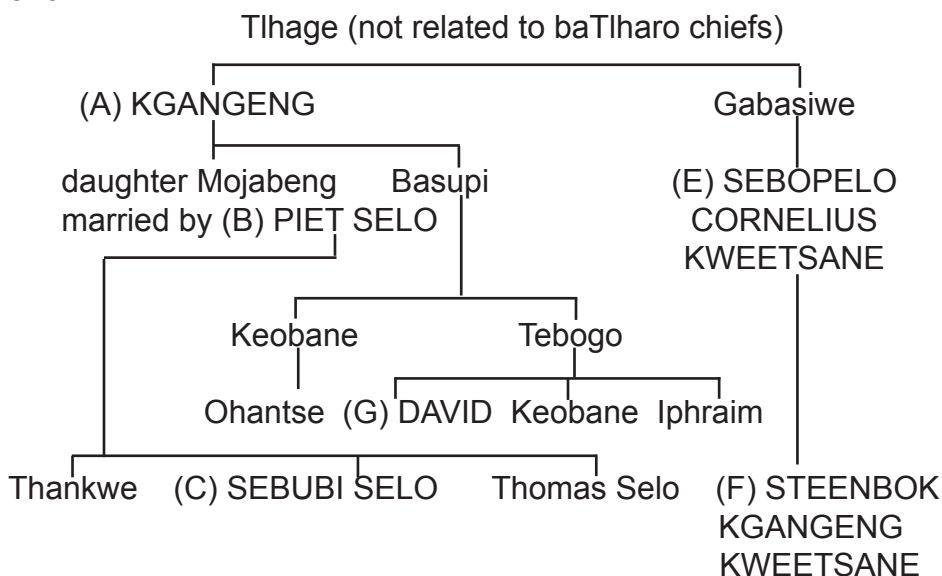 Tlhage (not related to baTlharo chiefs)
(A) KGANGENG Gabasiwe
daughter Mojabeng Basupi (E) SEBOPELO
married by (B) PIET SELO CORNELIUS
KWEETSANE
Keobane Tebogo
Ohantse (G) DAVID Keobane Iphraim
Thankwe (C) SEBUBI SELO Thomas Selo (F) STEENBOK
KGANGENG
KWEETSANE